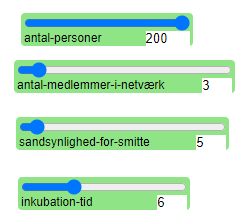 antal-personer 200
antal-medlemmer-i-netværk 3
sandsynlighed-for-smitte 5
inkubation-tid 6